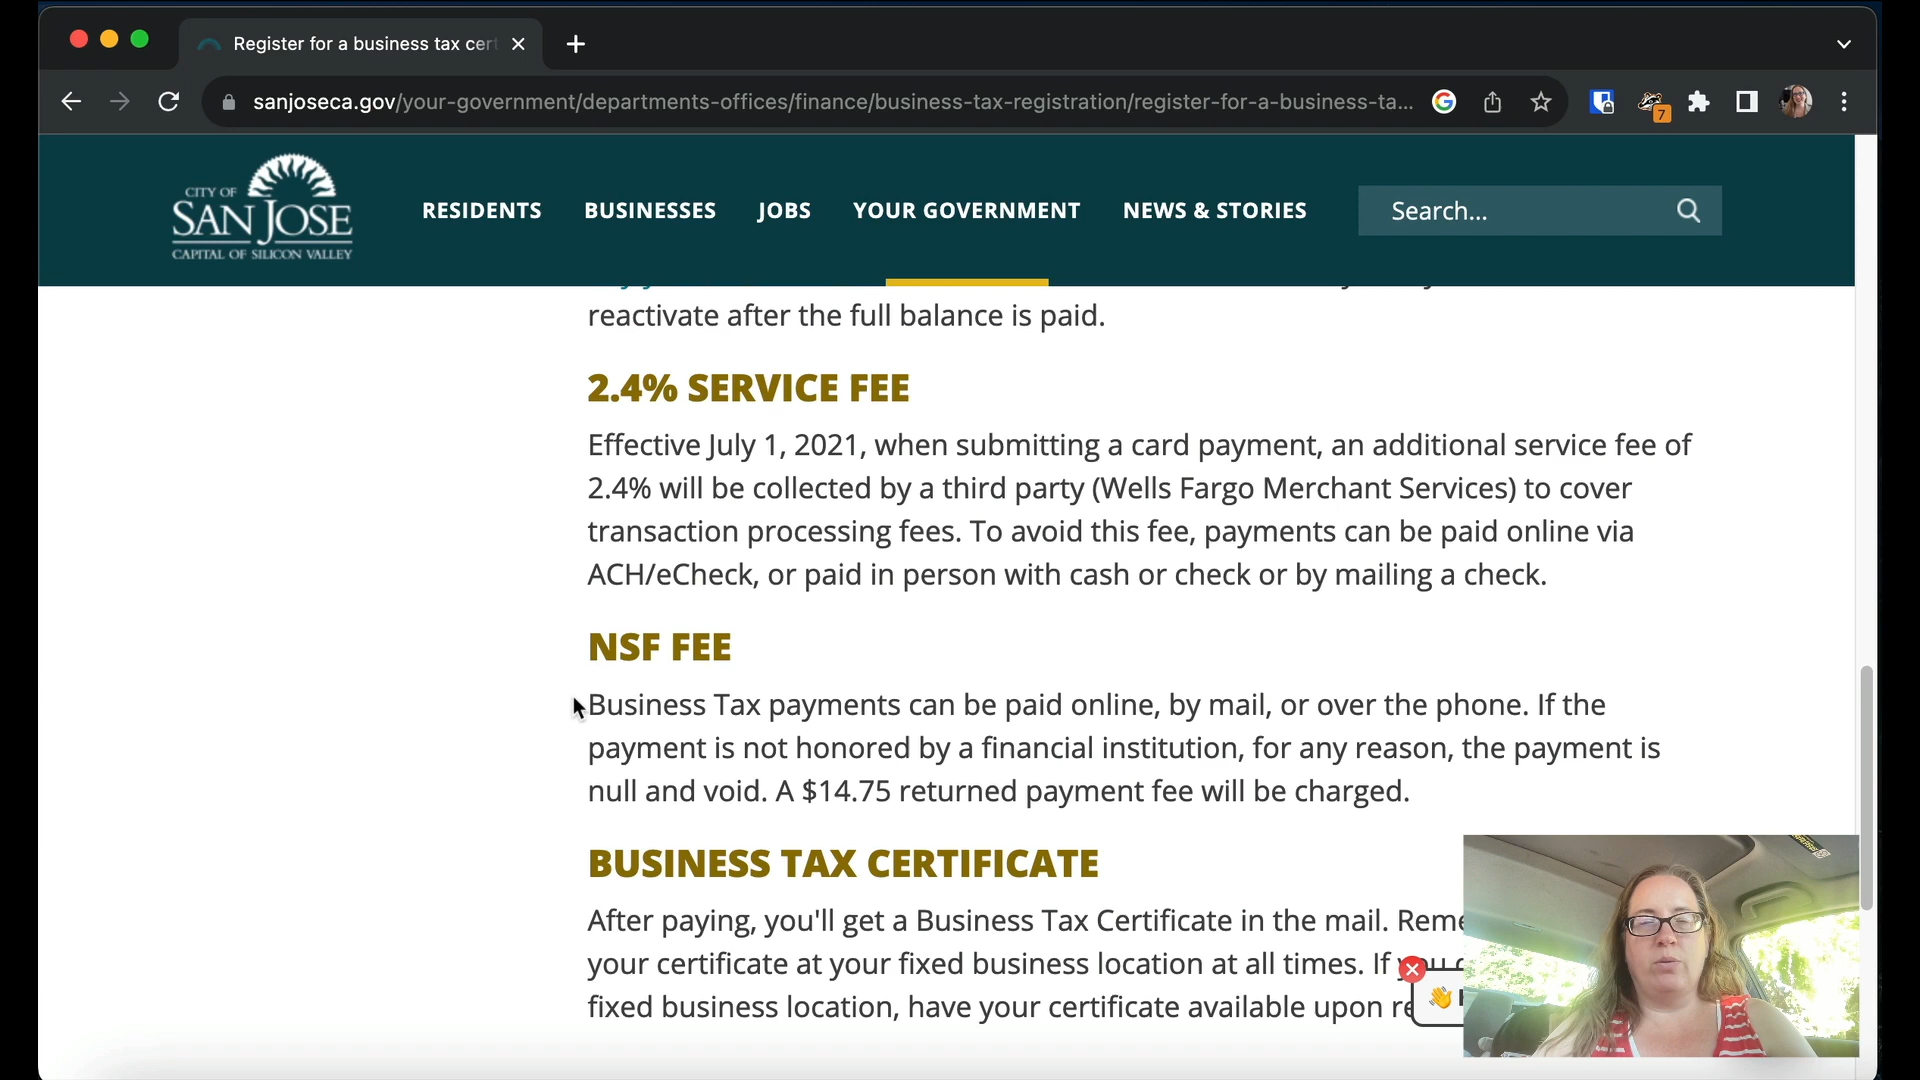 Register for a business tax cert
sanjoseca.gov/your-government/departments-offices/finance/business-tax-registration/register-for-a-business-ta...
7
CITY OF
SAN JOSE
CAPITAL OF SILICON VALLEY
RESIDENTS BUSINESSES JOBS YOUR GOVERNMENT NEWS & STORIES Search...
reactivate after the full balance is paid.
2.4% SERVICE FEE
Effective July 1, 2021, when submitting a card payment, an additional service fee of
2.4% will be collected by a third party (Wells Fargo Merchant Services) to cover
transaction processing fees. To avoid this fee, payments can be paid online via
ACH/eCheck, or paid in person with cash or check or by mailing a check.
NSF FEE
Business Tax payments can be paid online, by mail, or over the phone. If the
payment is not honored by a financial institution, for any reason, the payment is
null and void. A $14.75 returned payment fee will be charged.
BUSINESS TAX CERTIFICATE
After paying, you'll get a Business Tax Certificate in the mail. Reme
your certificate at your fixed business location at all times. If
fixed business location, have your certificate available upon re